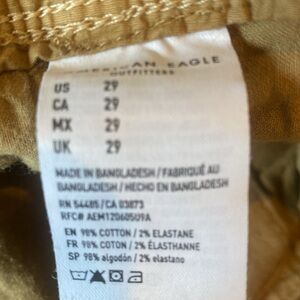 AMERICAN EAGLE
OUTFITTERS
US 29
CA 29
MX 29
UK 29
MADE IN BANGLADESH / FABRIQUÉ AU
BANGLADESH / HECHO EN BANGLADESH
RN 54485/CA 03873
RFC# AEM120605U9A
EN 98% COTTON / 2% ELASTANE
FR 98% COTON / 2% ÉLASTHANNE
SP 98% algodón / 2% elastano